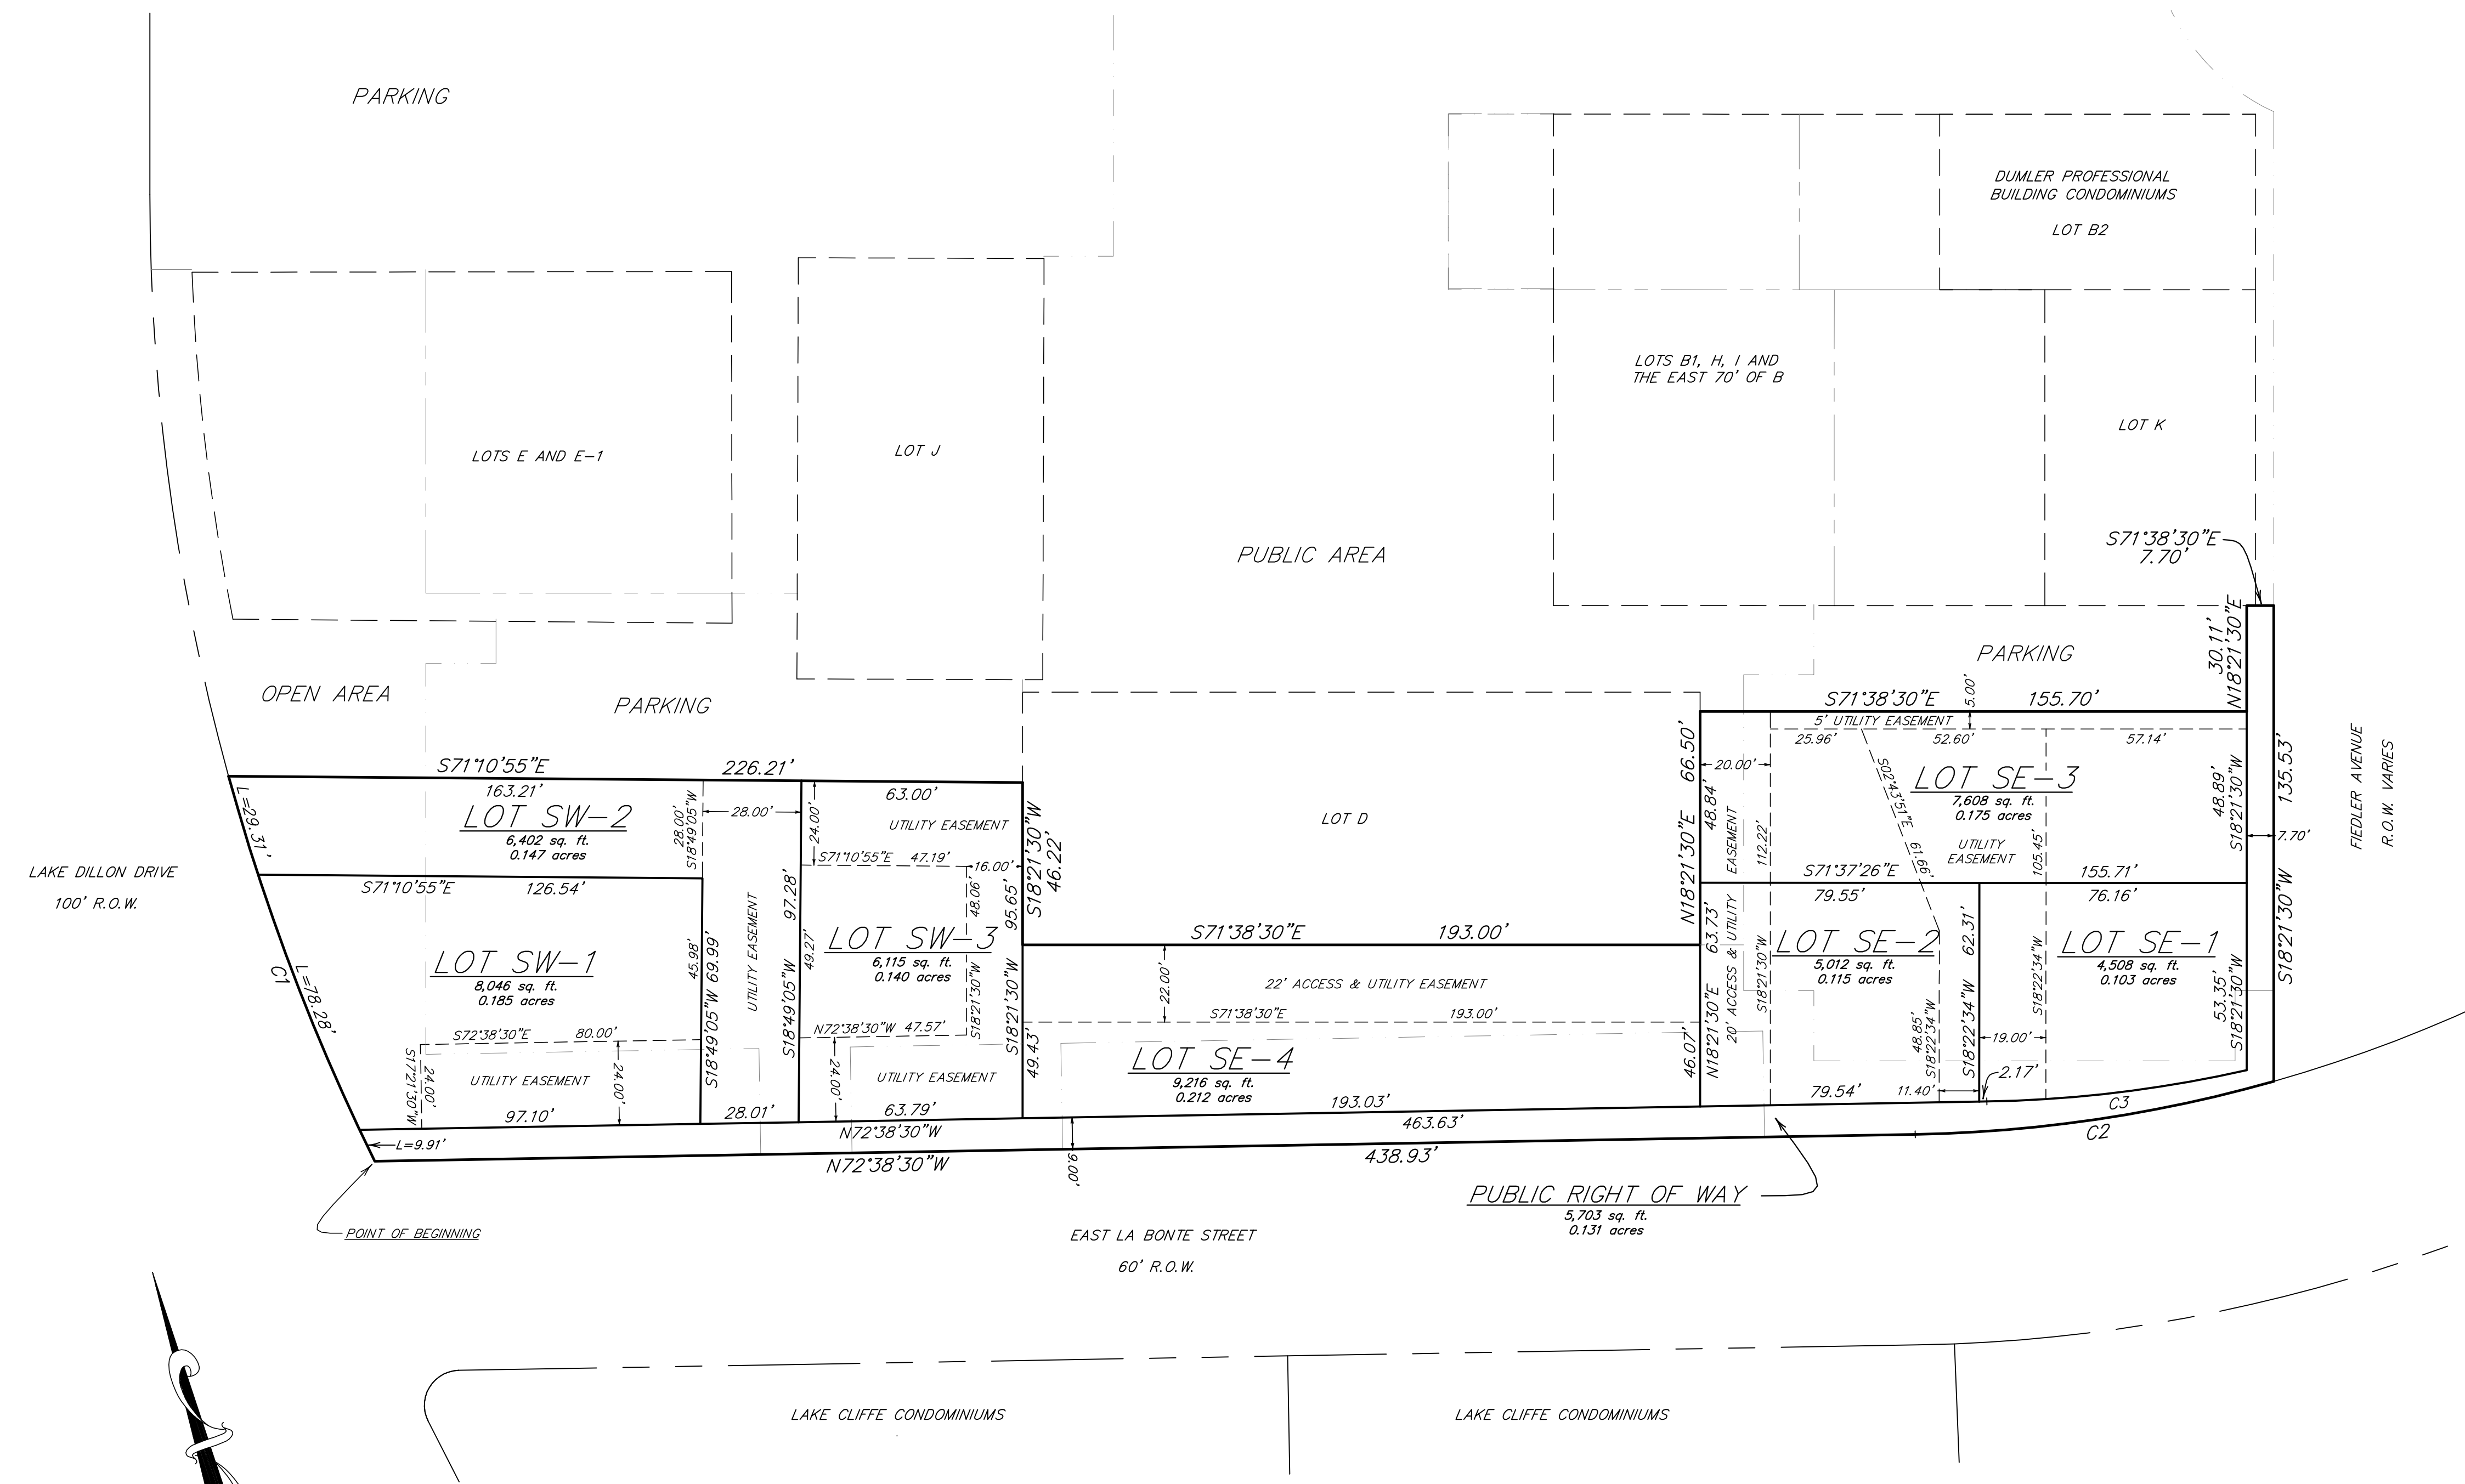 PARKING
DUMLER PROFESSIONAL
BUILDING CONDOMINIUMS
LOT B2
LOTS B1, H, I AND
THE EAST 70' OF B
LOT K
LOTS E AND E-1
LOT J
PUBLIC AREA
S71°38'30"E
7.70'
30.11'
N18°21'30"E
PARKING
OPEN AREA
PARKING
S71°38'30"E 155.70'
5.00'
5' UTILITY EASEMENT
25.96' 52.60' 57.14'
S71°10'55"E 226.21'
163.21'
63.00'
L=29.31'
LOT SW-2
6,402 sq. ft.
0.147 acres
28.00'
S18°49'05"W
28.00'
24.00'
UTILITY EASEMENT
S71°10'55"E 47.19'
16.00'
S18°21'30"W
46.22'
LOT D
N18°21'30"E 66.50'
20.00'
48.84'
EASEMENT
112.22'
S02°43'51"E 61.66'
LOT SE-3
7,608 sq. ft.
0.175 acres
UTILITY
EASEMENT
105.45'
48.89'
S18°21'30"W
7.70'
135.53'
S18°21'30"W
FIEDLER AVENUE
R.O.W. VARIES
LAKE DILLON DRIVE
100' R.O.W.
S71°10'55"E 126.54'
S71°37'26"E 155.71'
79.55' 76.16'
C1
L=78.28'
LOT SW-1
8,046 sq. ft.
0.185 acres
45.98'
S18°49'05"W 69.99'
UTILITY EASEMENT
97.28'
S18°49'05"W
49.27'
LOT SW-3
6,115 sq. ft.
0.140 acres
48.06'
S18°21'30"W
95.65'
S18°21'30"W
49.43'
S71°38'30"E 193.00'
22.00'
22' ACCESS & UTILITY EASEMENT
S71°38'30"E 193.00'
63.73'
N18°21'30"E
46.07'
20' ACCESS & UTILITY
S18°21'30"W
LOT SE-2
5,012 sq. ft.
0.115 acres
62.31'
S18°22'34"W
48.85'
S18°22'34"W
S18°22'34"W
19.00'
LOT SE-1
4,508 sq. ft.
0.103 acres
53.35'
S18°21'30"W
S72°38'30"E 80.00'
S17°21'30"W
24.00'
UTILITY EASEMENT
24.00'
N72°38'30"W 47.57'
24.00'
UTILITY EASEMENT
LOT SE-4
9,216 sq. ft.
0.212 acres
97.10'
28.01'
63.79'
193.03'
79.54'
11.40'
2.17'
C3
L=9.91'
N72°38'30"W
463.63'
C2
N72°38'30"W
438.93'
9.00'
PUBLIC RIGHT OF WAY
5,703 sq. ft.
0.131 acres
POINT OF BEGINNING
EAST LA BONTE STREET
60' R.O.W.
LAKE CLIFFE CONDOMINIUMS
LAKE CLIFFE CONDOMINIUMS